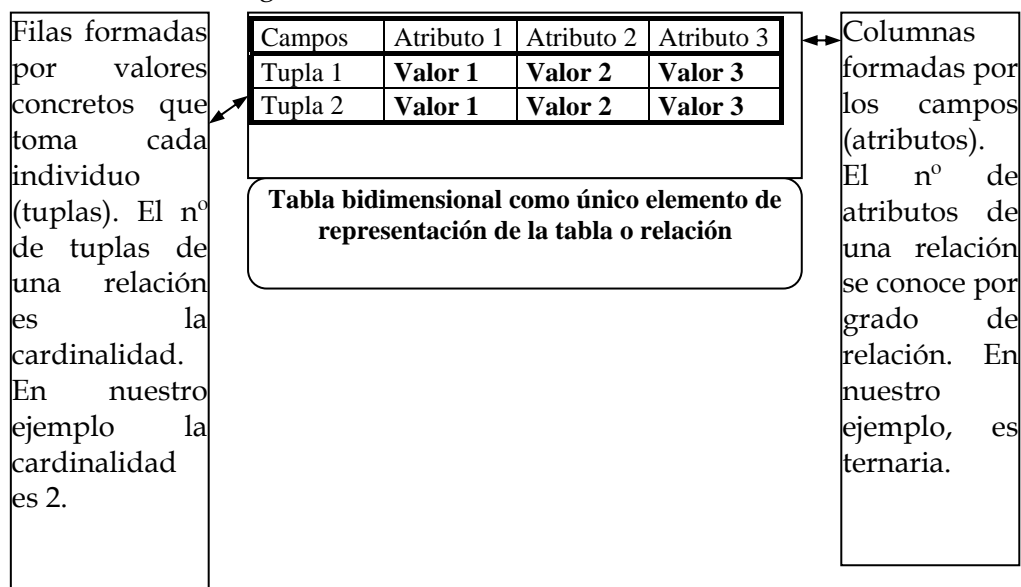 Filas formadas
por valores
concretos que
toma cada
individuo
(tuplas). El nº
de tuplas de
una relación
es la
cardinalidad.
En nuestro
ejemplo la
cardinalidad
es 2.
Campos Atributo 1 Atributo 2 Atributo 3
Tupla 1 Valor 1 Valor 2 Valor 3
Tupla 2 Valor 1 Valor 2 Valor 3
Tabla bidimensional como único elemento de
representación de la tabla o relación
Columnas
formadas por
los campos
(atributos).
El nº de
atributos de
una relación
se conoce por
grado de
relación. En
nuestro
ejemplo, es
ternaria.